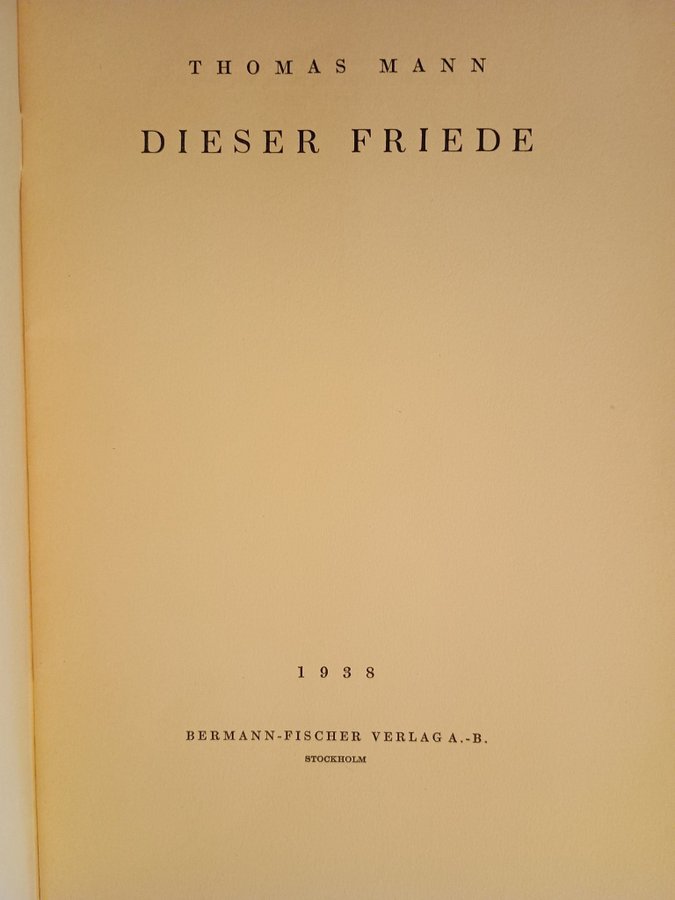 THOMAS MANN
DIESER FRIEDE
1938
BERMANN-FISCHER VERLAG A.-B.
STOCKHOLM